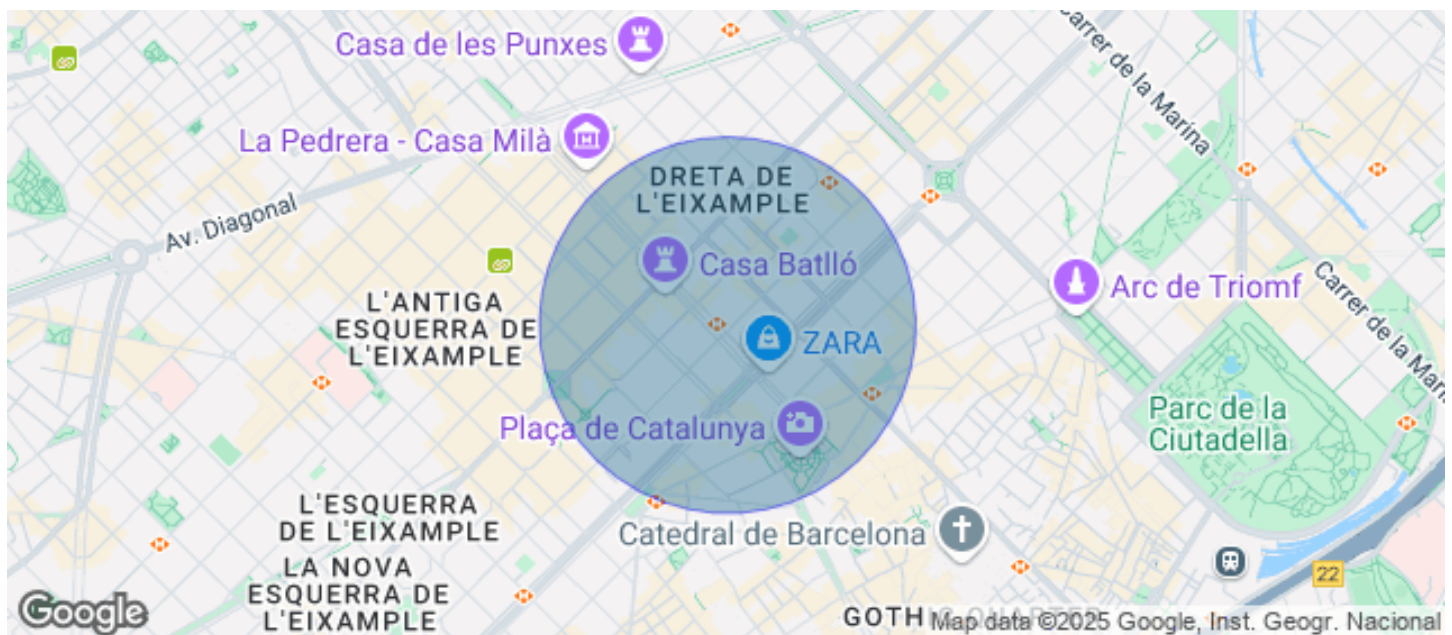 Casa de les Punxes
Carrer de la Marina
La Pedrera - Casa Milà
DRETA DE
L'EIXAMPLE
Av. Diagonal
Casa Batlló
Arc de Triomf
Carrer de la Mari
L'ANTIGA
ESQUERRA DE
L'EIXAMPLE
ZARA
Plaça de Catalunya
Parc de la
Ciutadella
L'ESQUERRA
DE L'EIXAMPLE
Catedral de Barcelona
LA NOVA
ESQUERRA DE
L'EIXAMPLE
22
Google
GOTHIC QUARTER
Map data ©2025 Google, Inst. Geogr. Nacional